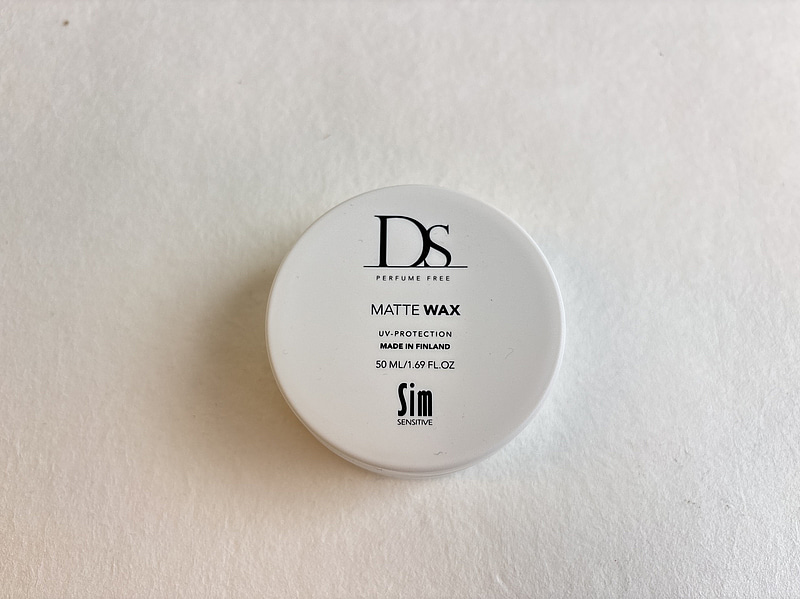 DS
PERFUME FREE
MATTE WAX
UV-PROTECTION
MADE IN FINLAND
50 ML/1.69 FL.OZ
Sim
SENSITIVE